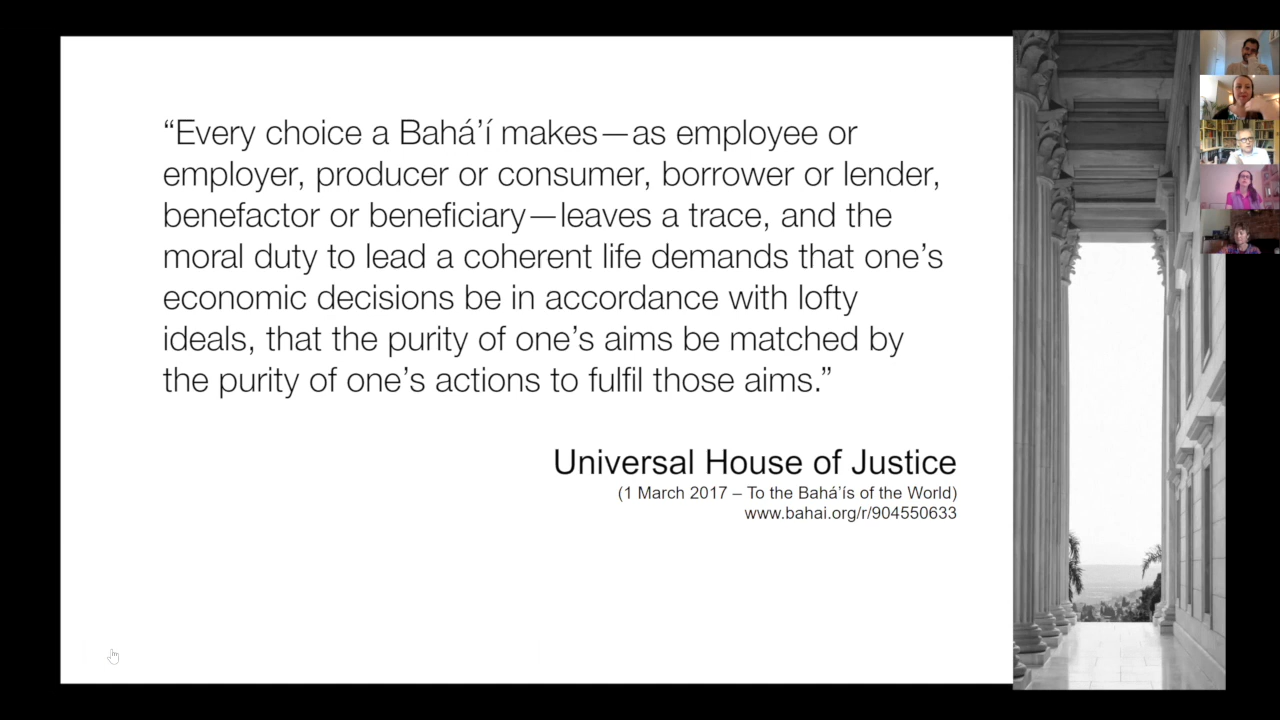 “Every choice a Bahá’í makes—as employee or
employer, producer or consumer, borrower or lender,
benefactor or beneficiary—leaves a trace, and the
moral duty to lead a coherent life demands that one’s
economic decisions be in accordance with lofty
ideals, that the purity of one’s aims be matched by
the purity of one’s actions to fulfil those aims.”
Universal House of Justice
(1 March 2017 – To the Bahá’ís of the World)
www.bahai.org/r/904550633